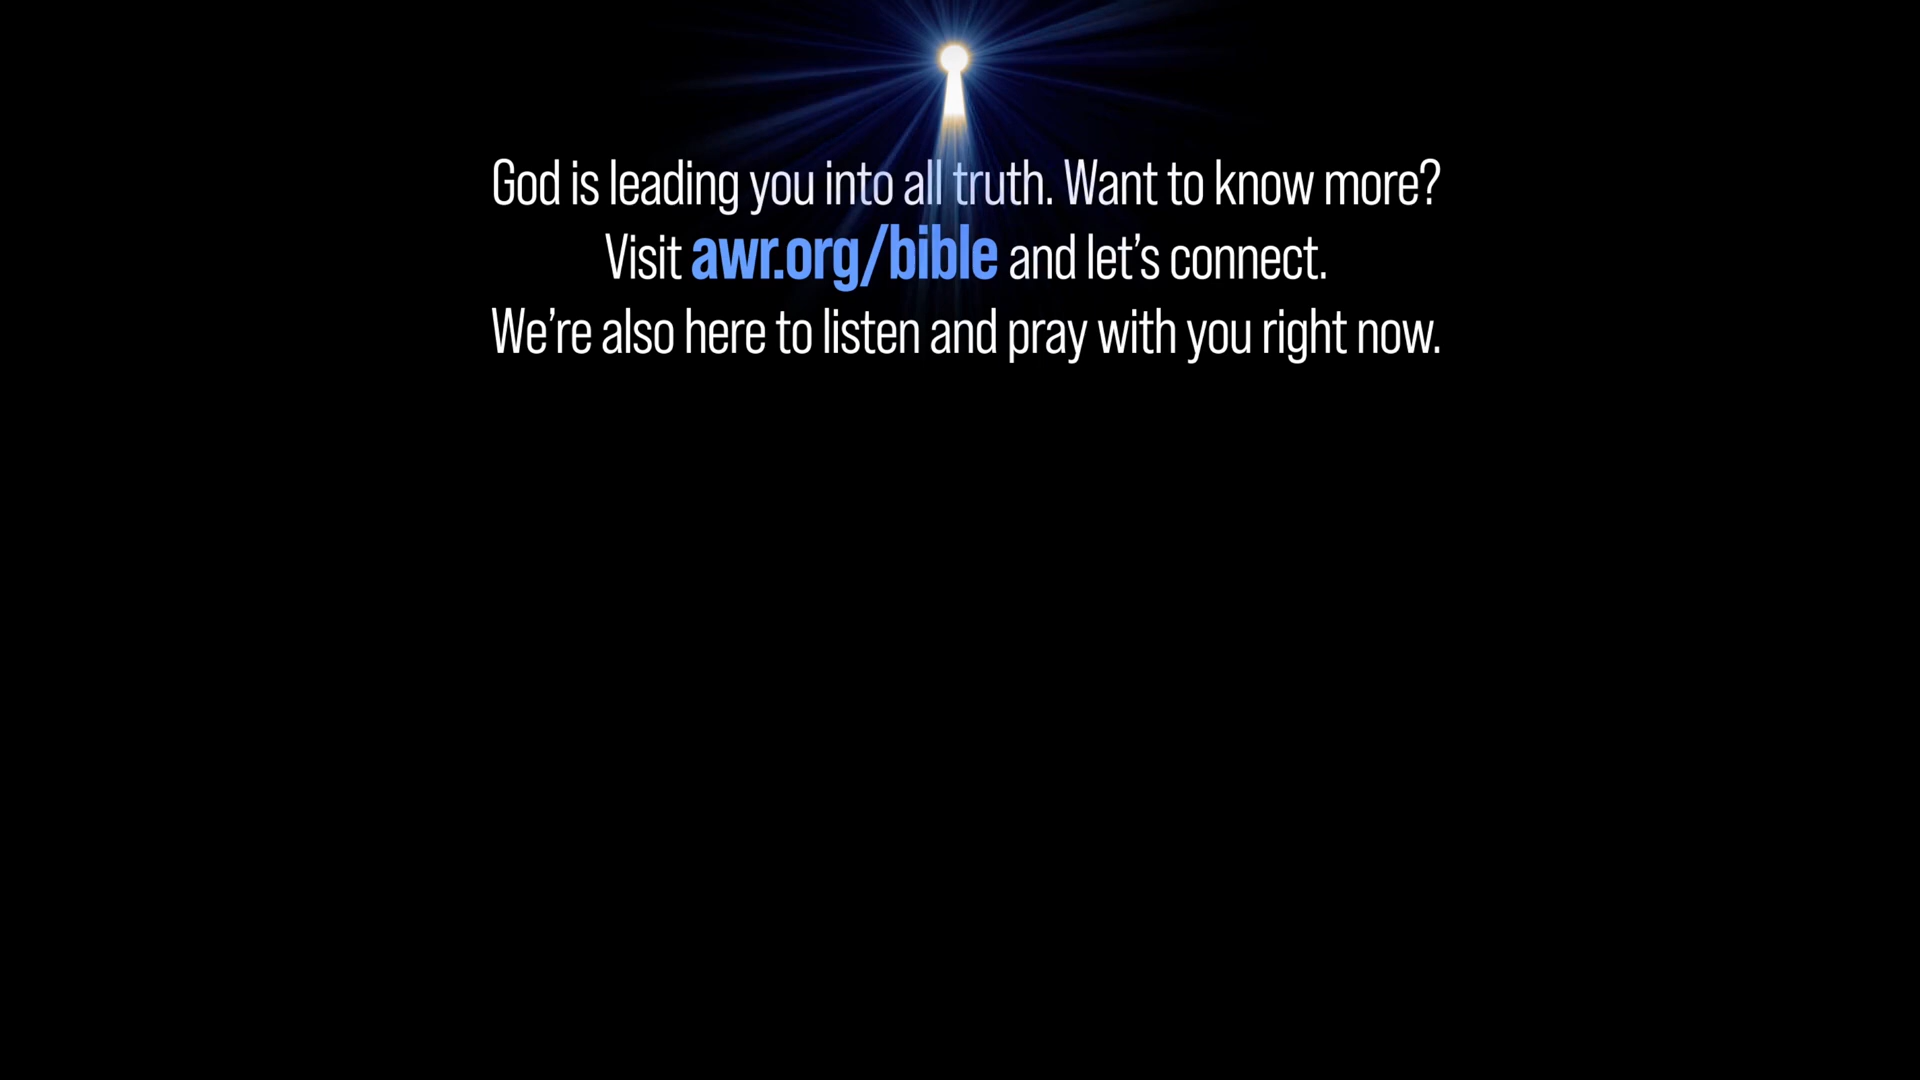 God is leading you into all truth. Want to know more?
Visit awr.org/bible and let’s connect.
We’re also here to listen and pray with you right now.